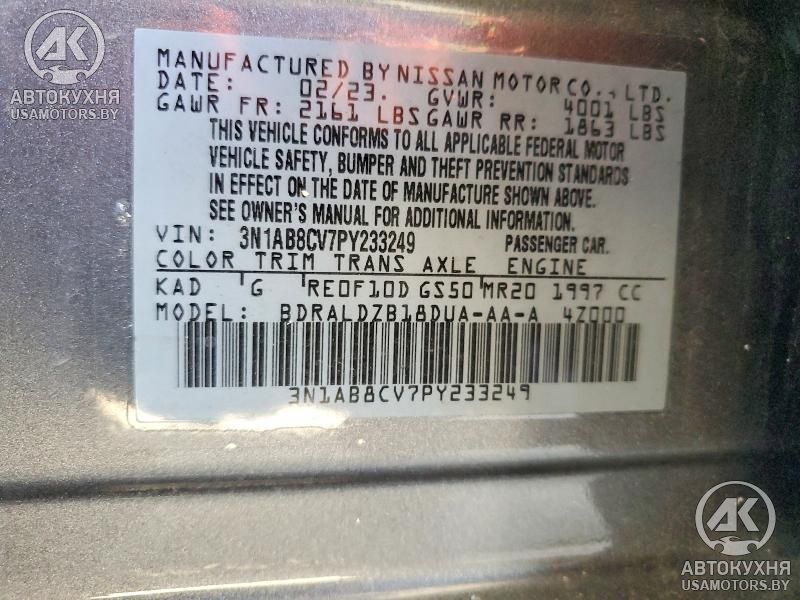 MANUFACTURED BY NISSAN MOTOR CO., LTD.
DATE: 02/23. GVWR: 4001 LBS
GAWR FR: 2161 LBS GAWR RR: 1863 LBS
THIS VEHICLE CONFORMS TO ALL APPLICABLE FEDERAL MOTOR
VEHICLE SAFETY, BUMPER AND THEFT PREVENTION STANDARDS
IN EFFECT ON THE DATE OF MANUFACTURE SHOWN ABOVE.
SEE OWNER'S MANUAL FOR ADDITIONAL INFORMATION.
VIN: 3N1AB8CV7PY233249 PASSENGER CAR.
COLOR TRIM TRANS AXLE ENGINE
KAD G RE0F10D GS50 MR20 1997 CC
MODEL: BDRALDZB18DUA-AA-A 4Z000
3N1AB8CV7PY233249
АК
АВТОКУХНЯ
USAMOTORS.BY
АК
АВТОКУХНЯ
USAMOTORS.BY